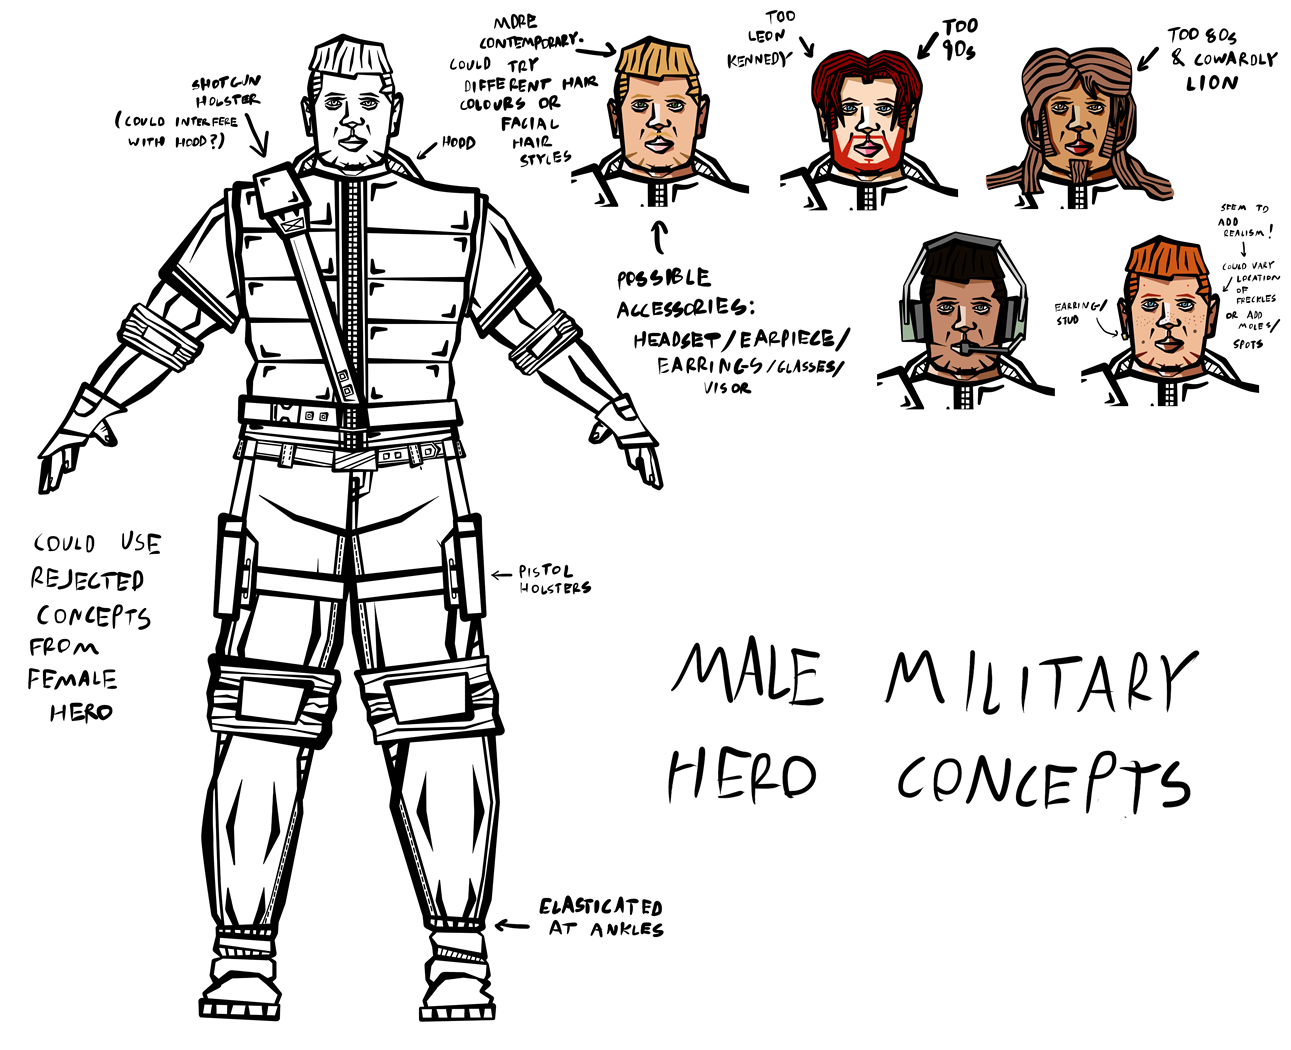 SHOTGUN
HOLSTER
(COULD INTERFERE
WITH HOOD?)
HOOD
MORE
CONTEMPORARY.
COULD TRY
DIFFERENT HAIR
COLOURS OR
FACIAL
HAIR
STYLES
TOO
LEON
KENNEDY
TOO
90s
TOO 80s
& COWARDLY
LION
POSSIBLE
ACCESSORIES:
HEADSET/EARPIECE/
EARRINGS/GLASSES/
VISOR
SEEM TO
ADD
REALISM!
COULD VARY
LOCATION
OF
FRECKLES
OR ADD
MOLES/
SPOTS
EARRING/
STUD
COULD USE
REJECTED
CONCEPTS
FROM
FEMALE
HERO
PISTOL
HOLSTERS
MALE MILITARY
HERO CONCEPTS
ELASTICATED
AT ANKLES